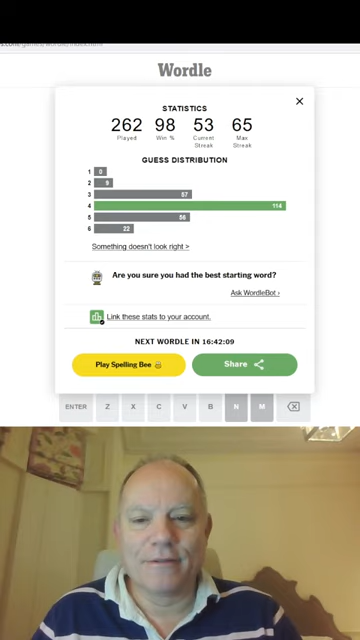 Wordle
STATISTICS
262 98 53 65
Played Win % Current Streak Max Streak
GUESS DISTRIBUTION
1 0
2 9
3 57
4 114
5 56
6 22
Something doesn't look right >
Are you sure you had the best starting word?
Ask WordleBot ›
Link these stats to your account.
NEXT WORDLE IN 16:42:09
Play Spelling Bee
Share
ENTER Z X C V B N M